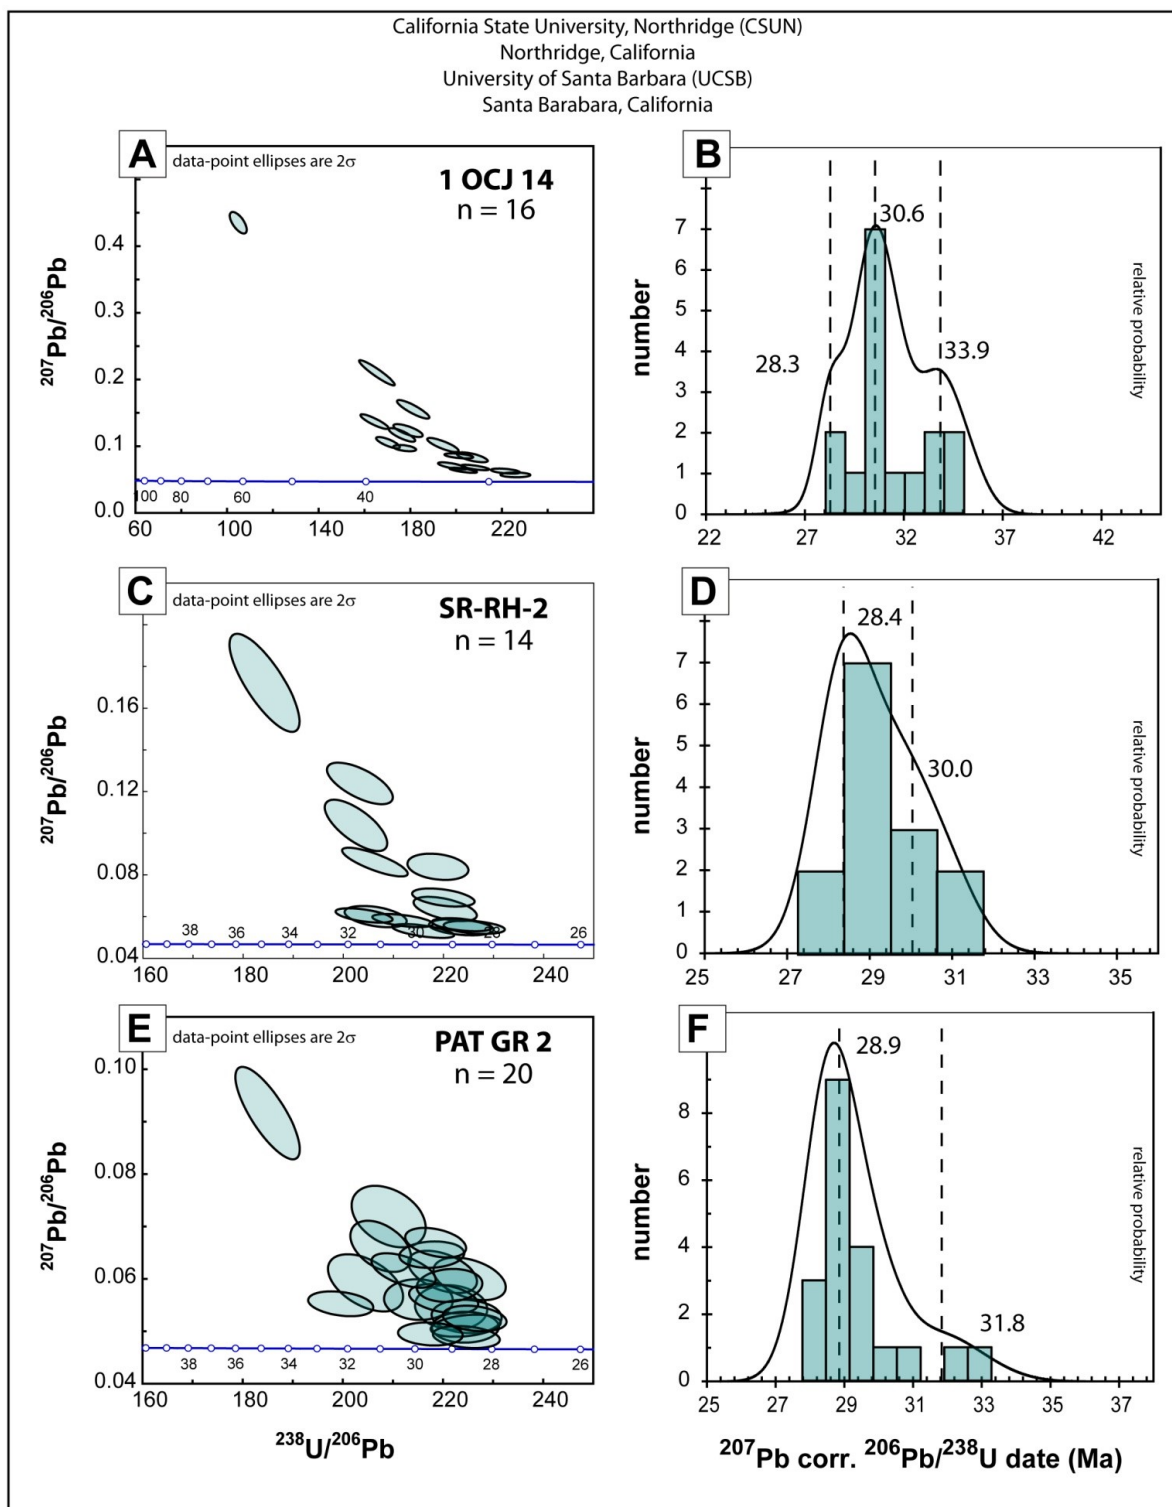 California State University, Northridge (CSUN)
Northridge, California
University of Santa Barbara (UCSB)
Santa Barabara, California
A
data-point ellipses are 2σ
1 OCJ 14
n = 16
207Pb/206Pb
0.4
0.2
0.1
0.0
100 80 60 40
60 100 140 180 220
B
30.6
28.3
33.9
number
relative probability
7
6
5
4
3
2
1
0
22 27 32 37 42
C
data-point ellipses are 2σ
SR-RH-2
n = 14
207Pb/206Pb
0.16
0.12
0.08
0.04
38 36 34 32 30 28 26
160 180 200 220 240
D
28.4
30.0
number
relative probability
7
6
5
4
3
2
1
0
25 27 29 31 33 35
E
data-point ellipses are 2σ
PAT GR 2
n = 20
207Pb/206Pb
0.10
0.08
0.06
0.04
38 36 34 32 30 28 26
160 180 200 220 240
238U/206Pb
F
28.9
31.8
number
relative probability
8
6
4
2
0
25 27 29 31 33 35 37
207Pb corr. 206Pb/238U date (Ma)